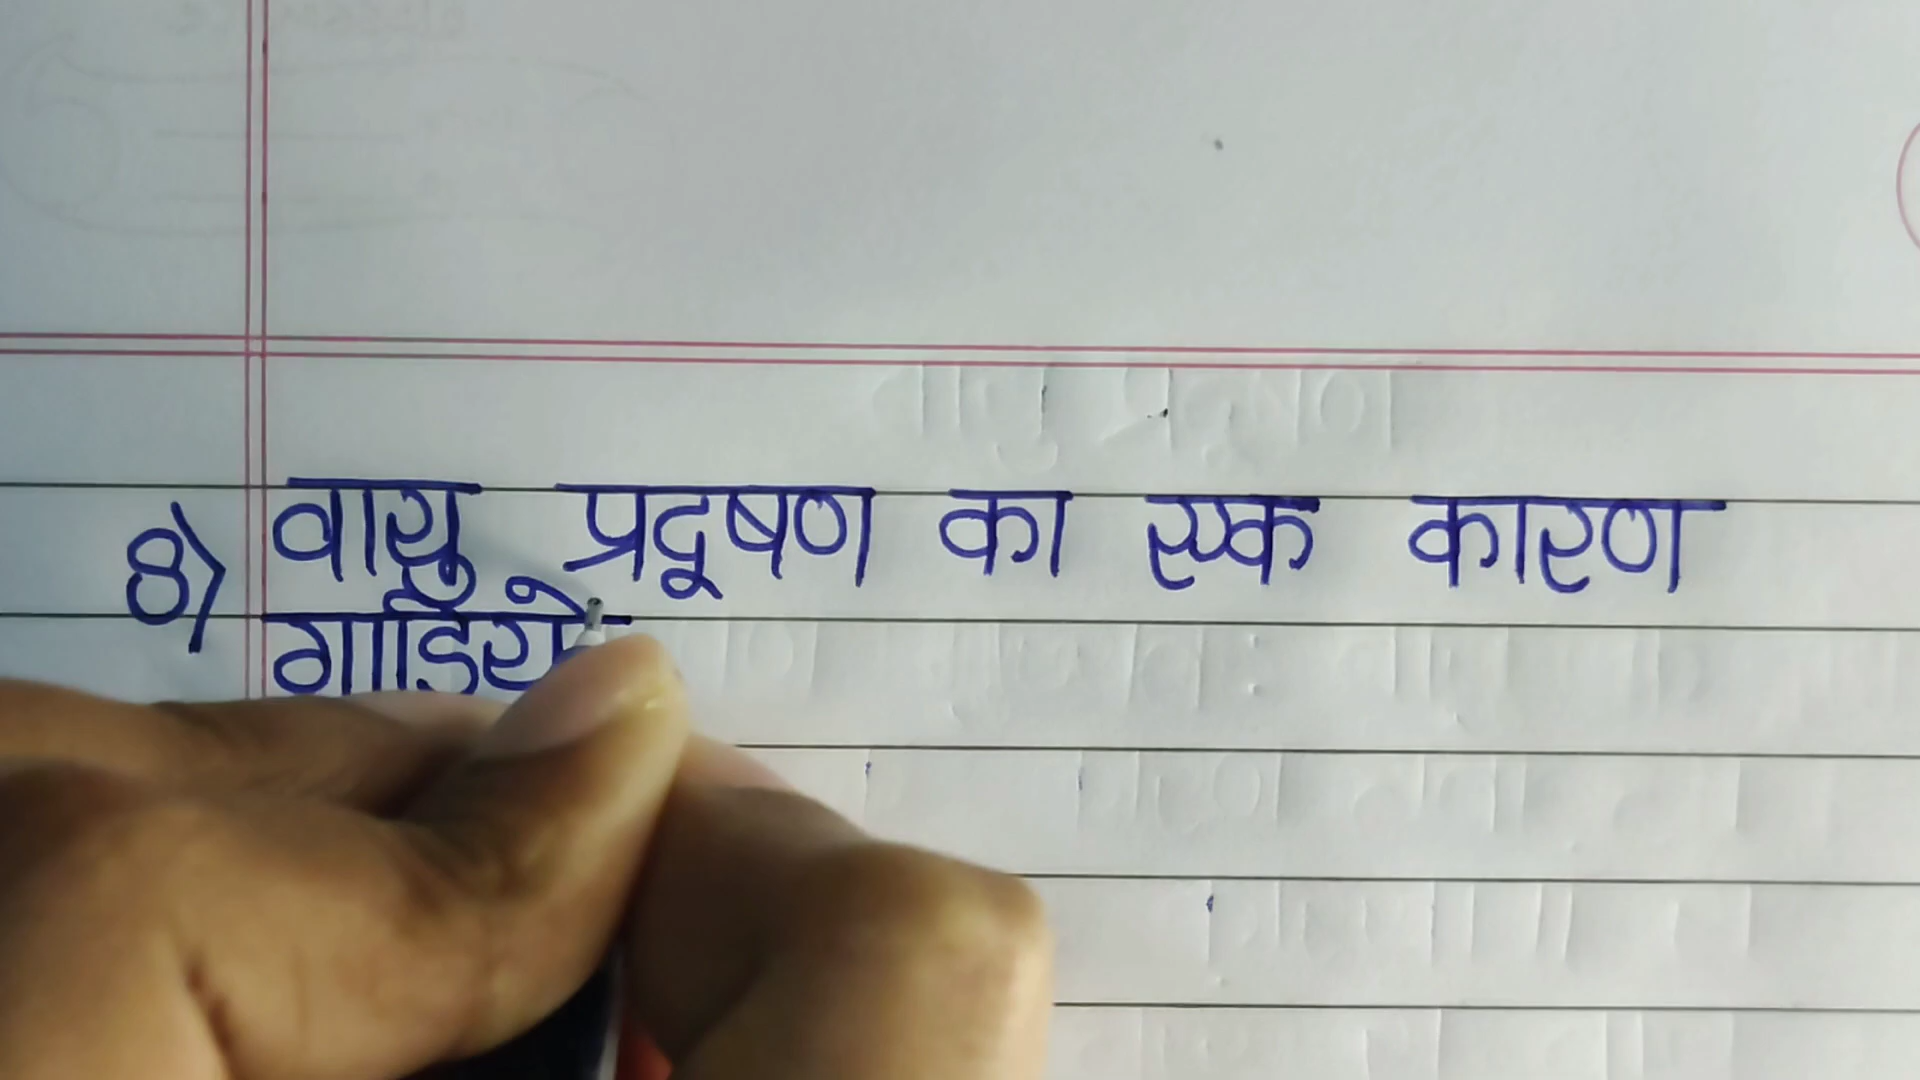 8) वायु प्रदूषण का एक कारण
गाडिये